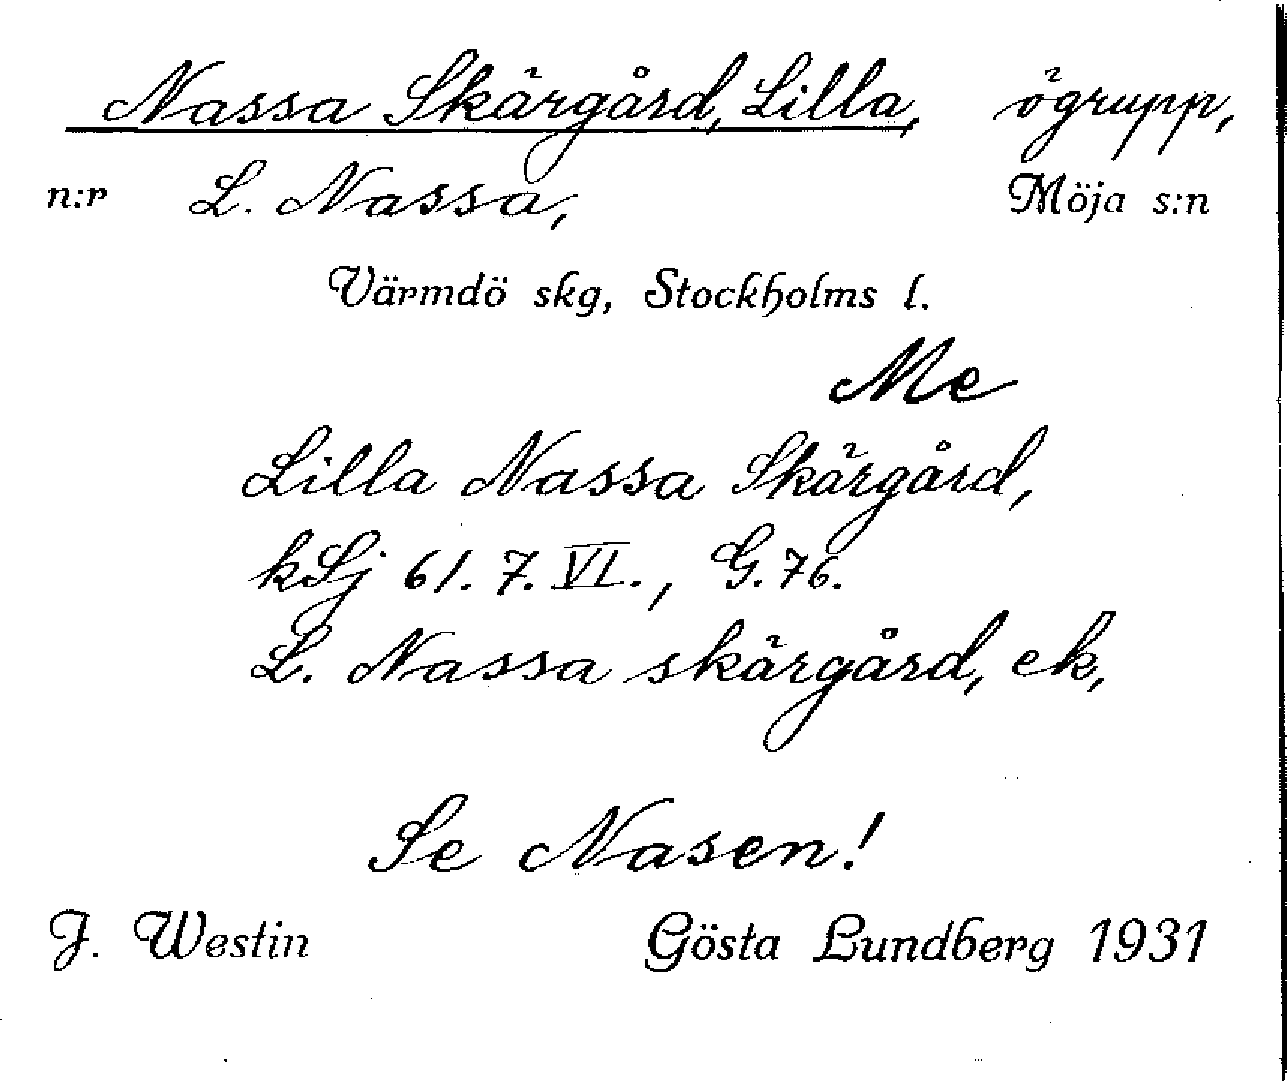 Nassa Skärgård, Lilla, ögrupp,
n:r L. Nassa, Möja s:n
Värmdö skg, Stockholms l.
Me
Lilla Nassa Skärgård,
kSj 61. 7. VI., G. 76.
L. Nassa skärgård, ek,
Se Nasen!
J. Westin Gösta Lundberg 1931